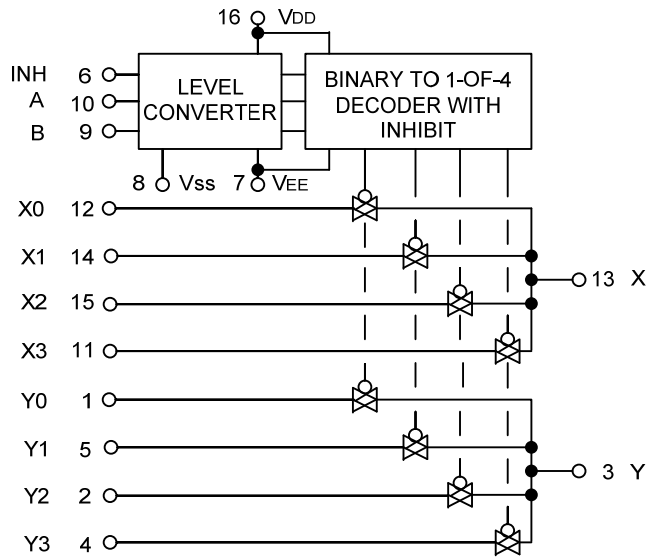 16 VDD
INH 6
A 10
B 9
LEVEL
CONVERTER
BINARY TO 1-OF-4
DECODER WITH
INHIBIT
8 Vss
7 VEE
X0 12
X1 14
X2 15
X3 11
13 X
Y0 1
Y1 5
Y2 2
Y3 4
3 Y